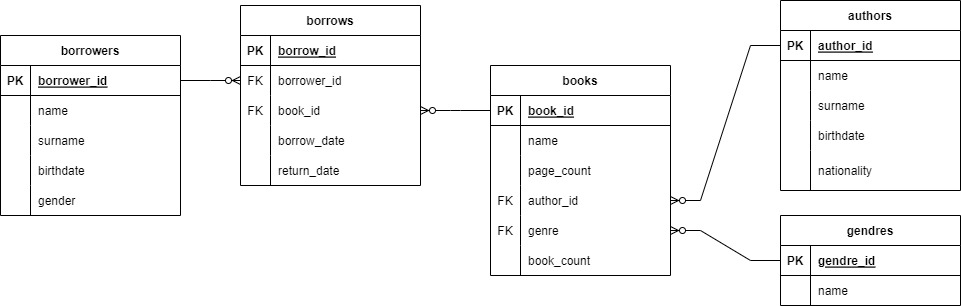 borrowers
PK borrower_id
name
surname
birthdate
gender
borrows
PK borrow_id
FK borrower_id
FK book_id
borrow_date
return_date
books
PK book_id
name
page_count
FK author_id
FK genre
book_count
authors
PK author_id
name
surname
birthdate
nationality
gendres
PK gendre_id
name